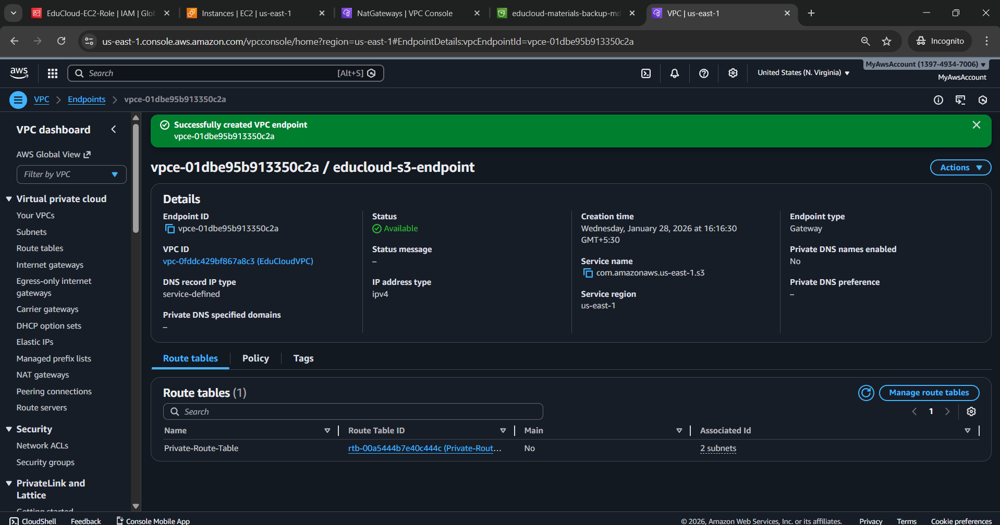 EduCloud-EC2-Role | IAM | Glob
Instances | EC2 | us-east-1
NatGateways | VPC Console
educloud-materials-backup-md
VPC | us-east-1
us-east-1.console.aws.amazon.com/vpcconsole/home?region=us-east-1#EndpointDetails:vpcEndpointId=vpce-01dbe95b913350c2a
Incognito
aws
Search
[Alt+S]
United States (N. Virginia)
MyAwsAccount (1397-4934-7006)
MyAwsAccount
VPC
Endpoints
vpce-01dbe95b913350c2a
VPC dashboard
AWS Global View
Filter by VPC
Virtual private cloud
Your VPCs
Subnets
Route tables
Internet gateways
Egress-only internet
gateways
Carrier gateways
DHCP option sets
Elastic IPs
Managed prefix lists
NAT gateways
Peering connections
Route servers
Security
Network ACLs
Security groups
PrivateLink and
Lattice
Getting started
Successfully created VPC endpoint
vpce-01dbe95b913350c2a
vpce-01dbe95b913350c2a / educloud-s3-endpoint
Actions
Details
Endpoint ID
vpce-01dbe95b913350c2a
VPC ID
vpc-0fddc429bf867a8c3 (EduCloudVPC)
DNS record IP type
service-defined
Private DNS specified domains
–
Status
Available
Status message
–
IP address type
ipv4
Creation time
Wednesday, January 28, 2026 at 16:16:30
GMT+5:30
Service name
com.amazonaws.us-east-1.s3
Service region
us-east-1
Endpoint type
Gateway
Private DNS names enabled
No
Private DNS preference
–
Route tables
Policy
Tags
Route tables (1)
Manage route tables
Search
1
Name
Route Table ID
Main
Associated Id
Private-Route-Table
rtb-00a5444b7e40c444c (Private-Rout...
No
2 subnets
CloudShell
Feedback
Console Mobile App
© 2026, Amazon Web Services, Inc. or its affiliates.
Privacy
Terms
Cookie preferences